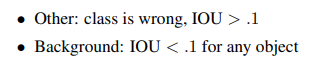 • Other: class is wrong, IOU > .1
• Background: IOU < .1 for any object